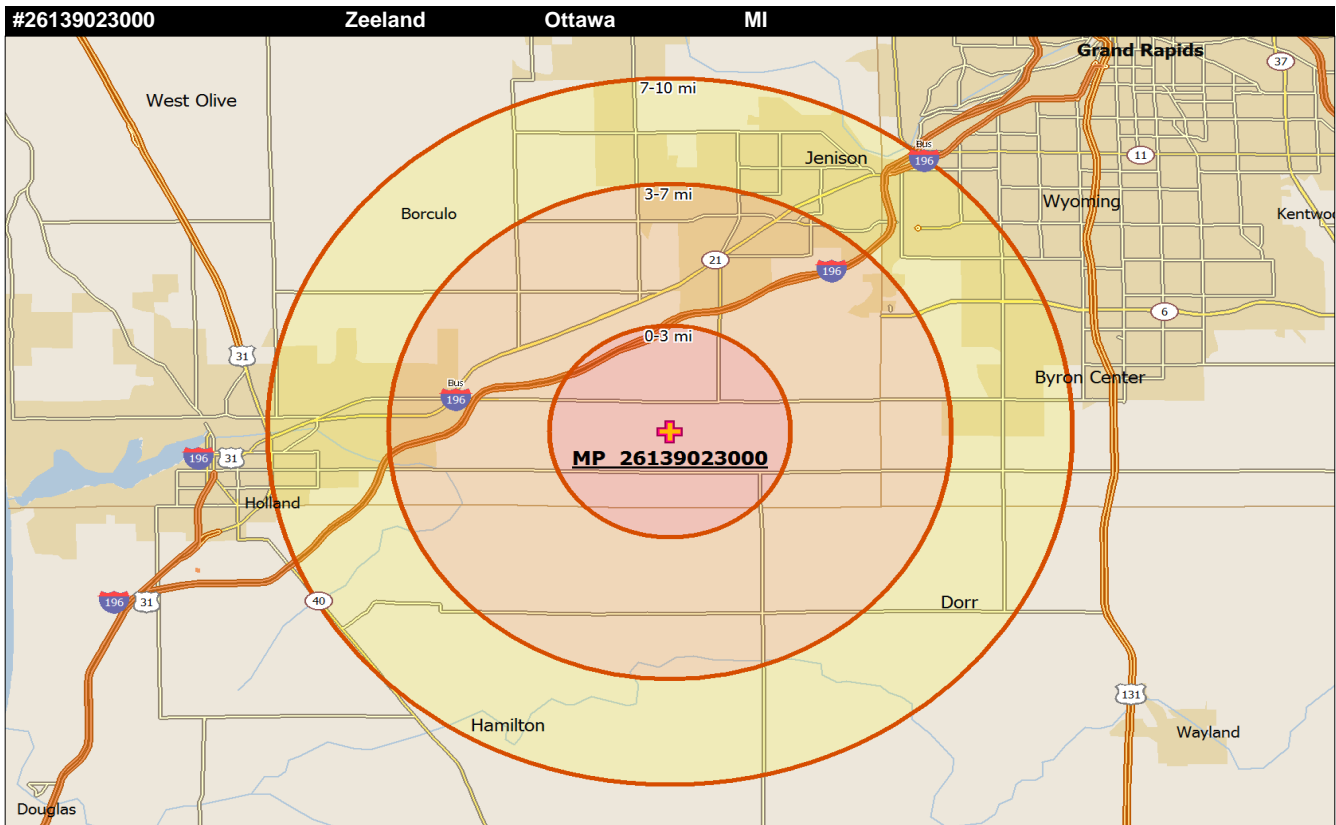 #26139023000 Zeeland Ottawa MI
Grand Rapids
37
7-10 mi
West Olive
Bus
196
11
Jenison
3-7 mi
Wyoming
Borculo
Kentwoo
21
196
6
0-3 mi
31
Byron Center
Bus
196
MP 26139023000
196
31
Holland
196
31
40
Dorr
131
Hamilton
Wayland
Douglas